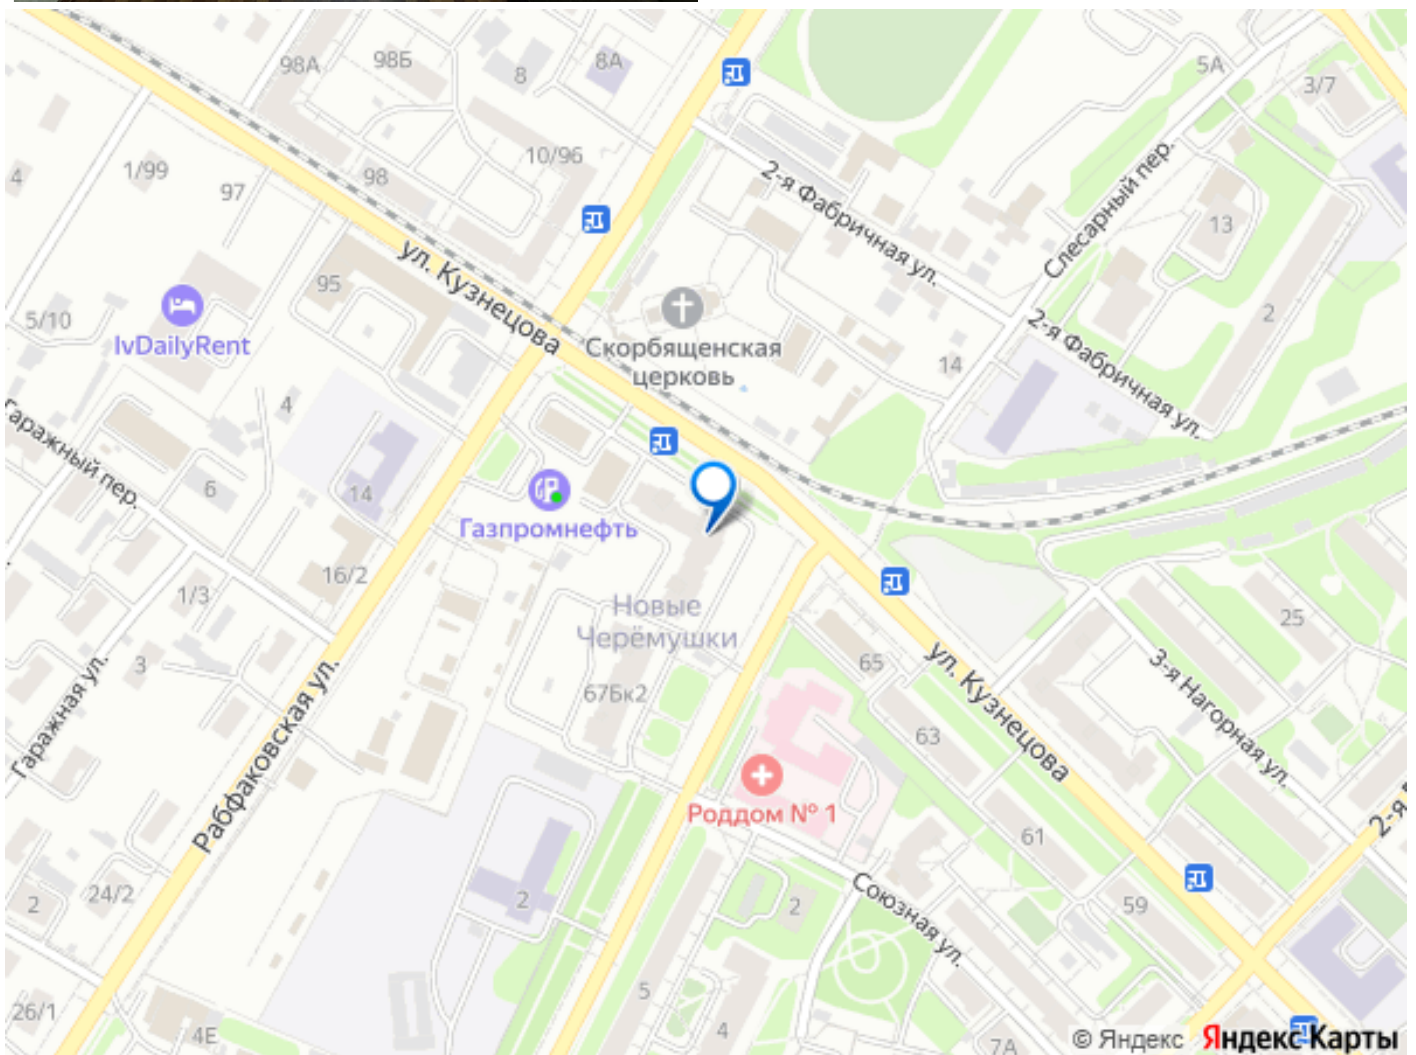 98А
98Б
8
8А
5А
3/7
4
1/99
97
98
10/96
2-я Фабричная ул.
Слесарный пер.
13
2
ул. Кузнецова
95
5/10
IvDailyRent
Скорбященская
церковь
14
2-я Фабричная ул.
4
Гаражный пер.
6
14
Газпромнефть
16/2
1/3
3
Гаражная ул.
Новые
Черёмушки
67Бк2
65
63
ул. Кузнецова
25
3-я Нагорная ул.
Рабфаковская ул.
Роддом № 1
61
59
Союзная ул.
2
24/2
2
2
5
4
7А
26/1
4Е
© Яндекс Яндекс Карты